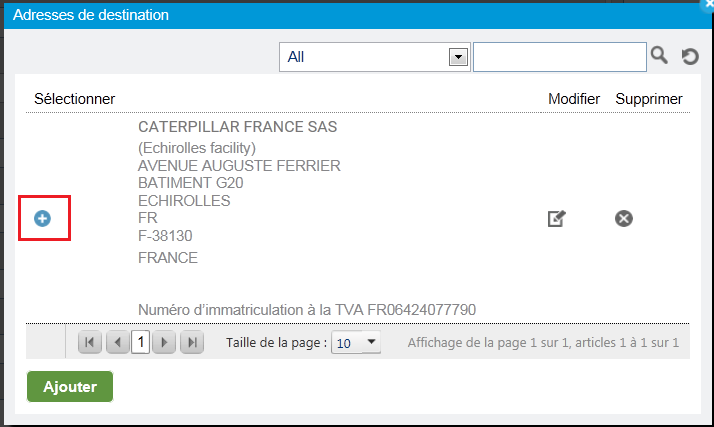 Adresses de destination
All
Sélectionner Modifier Supprimer
CATERPILLAR FRANCE SAS
(Echirolles facility)
AVENUE AUGUSTE FERRIER
BATIMENT G20
ECHIROLLES
FR
F-38130
FRANCE
Numéro d'immatriculation à la TVA FR06424077790
1 Taille de la page : 10 Affichage de la page 1 sur 1, articles 1 à 1 sur 1
Ajouter